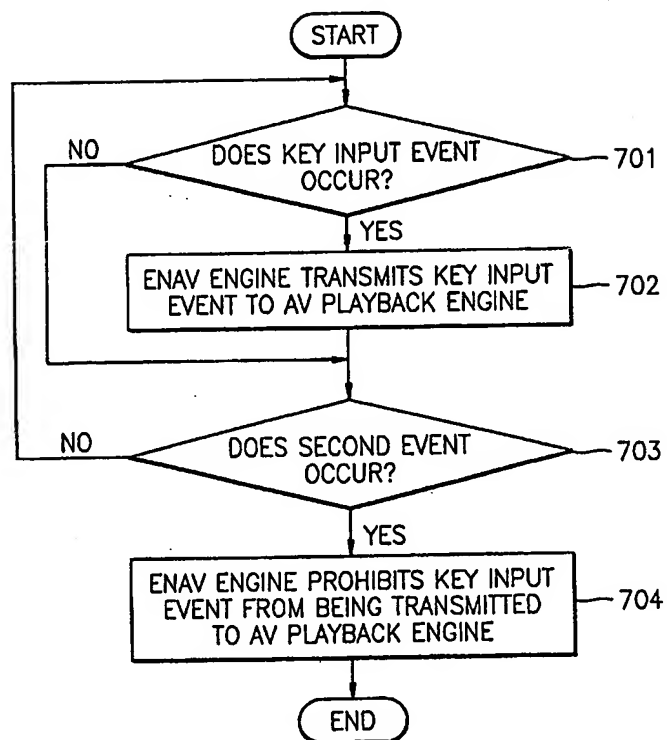 START
DOES KEY INPUT EVENT
OCCUR?
701
NO
YES
ENAV ENGINE TRANSMITS KEY INPUT
EVENT TO AV PLAYBACK ENGINE
702
DOES SECOND EVENT
OCCUR?
703
NO
YES
ENAV ENGINE PROHIBITS KEY INPUT
EVENT FROM BEING TRANSMITTED
TO AV PLAYBACK ENGINE
704
END